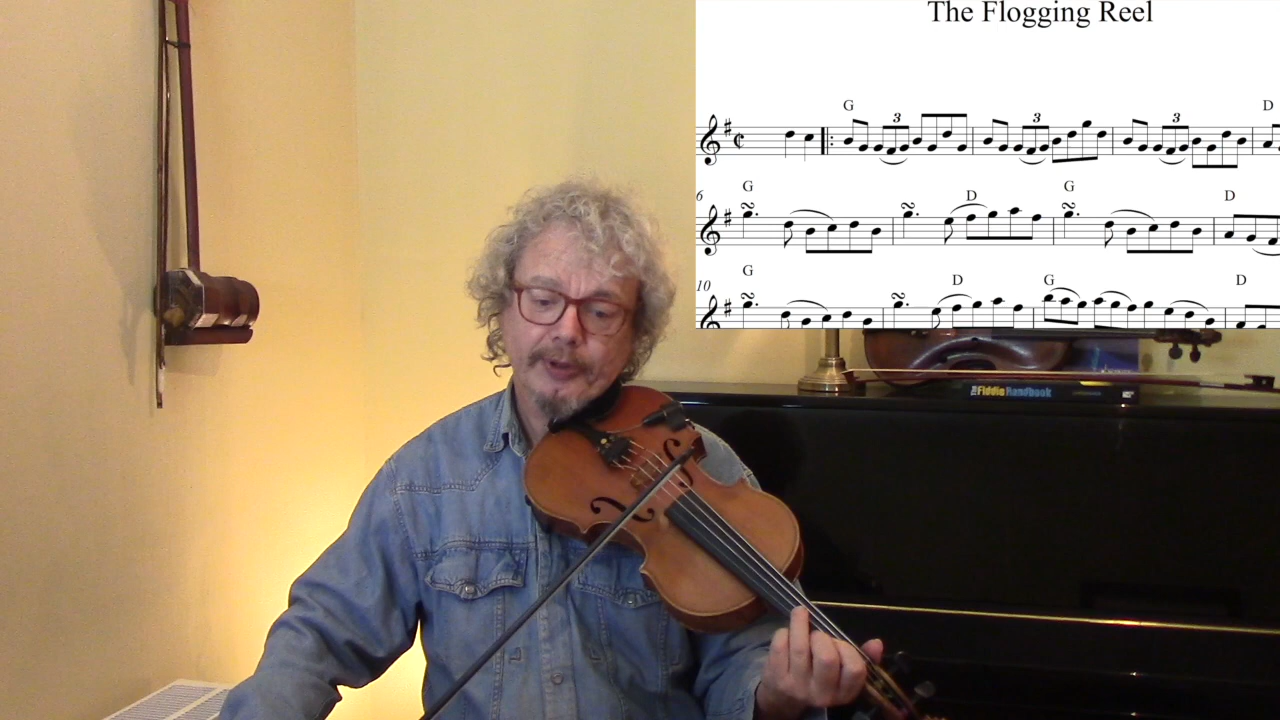 The Flogging Reel
G 3 3 3 D
6 G D G D
10 G D G D
The Fiddle Handbook